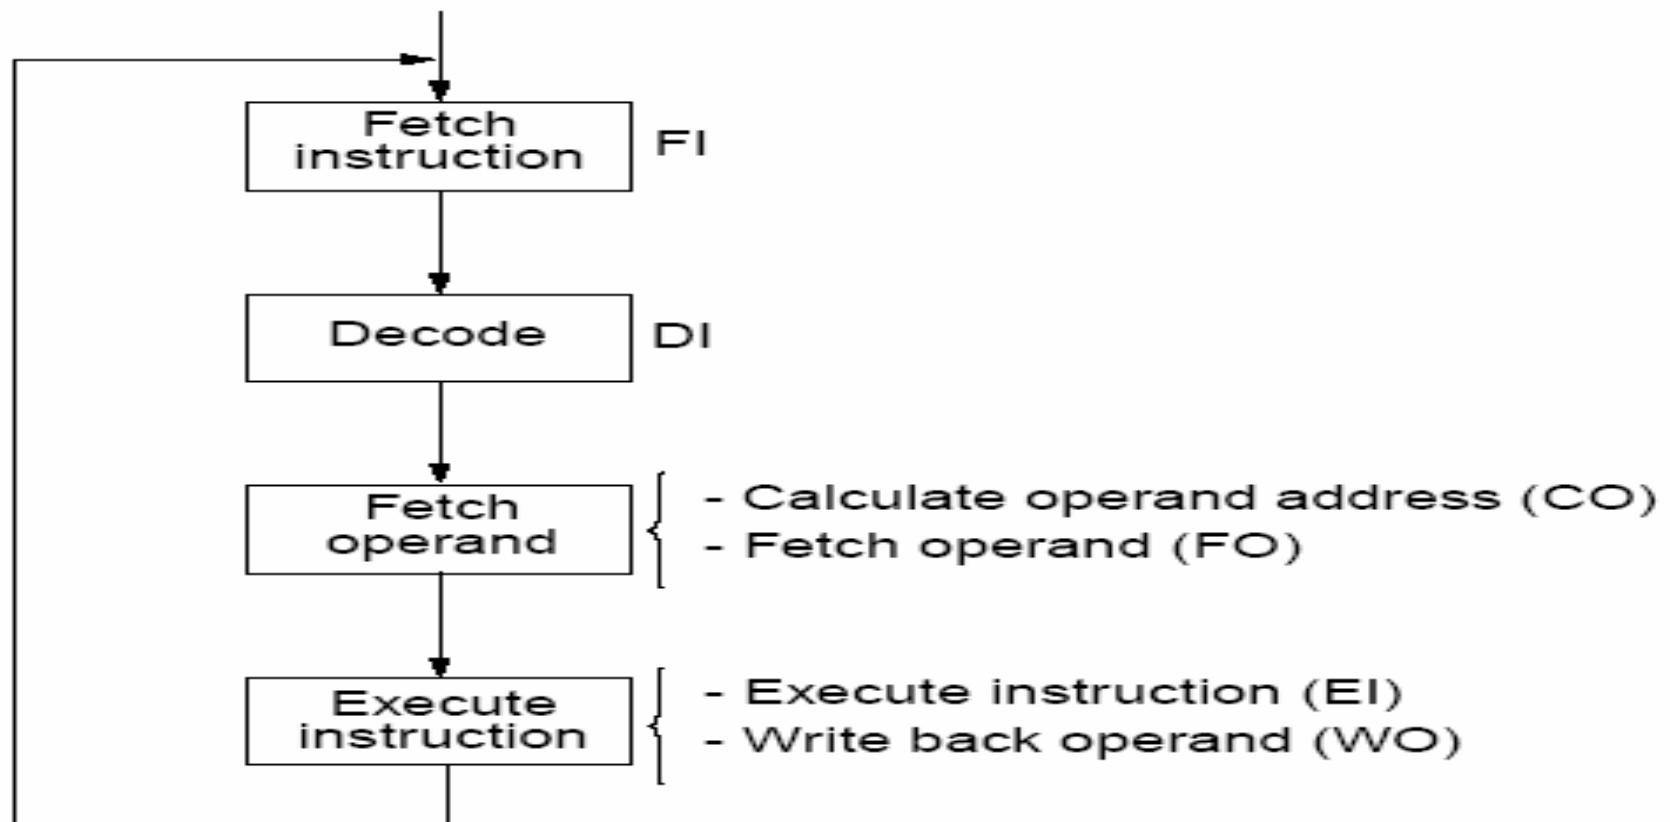 Fetch
instruction
FI
Decode
DI
Fetch
operand
- Calculate operand address (CO)
- Fetch operand (FO)
Execute
instruction
- Execute instruction (EI)
- Write back operand (WO)